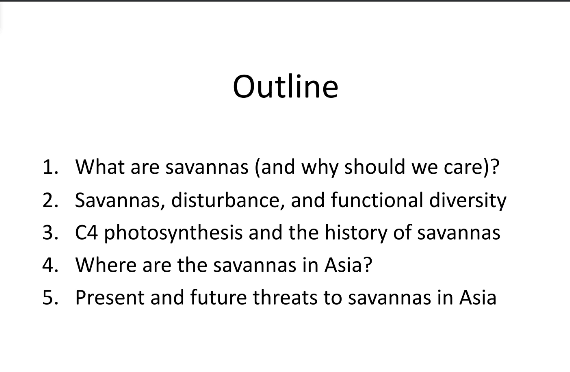 Outline
1. What are savannas (and why should we care)?
2. Savannas, disturbance, and functional diversity
3. C4 photosynthesis and the history of savannas
4. Where are the savannas in Asia?
5. Present and future threats to savannas in Asia